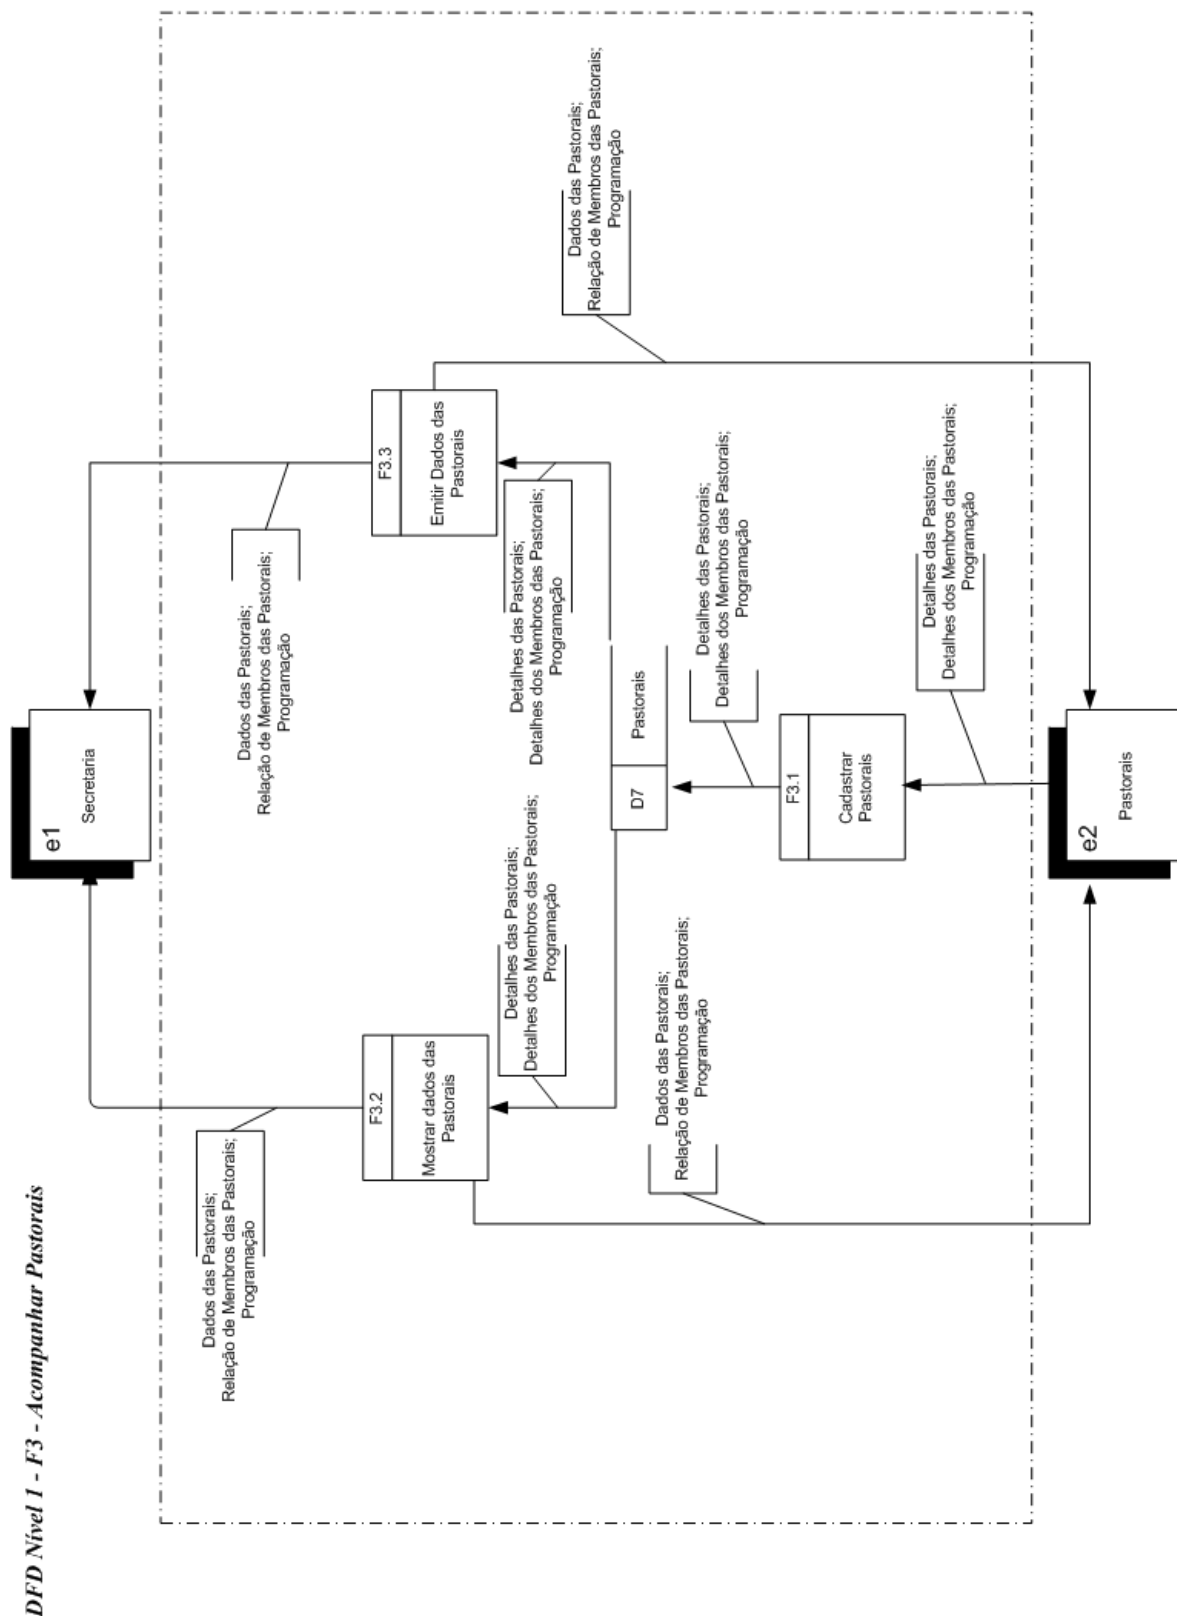 DFD Nível 1 - F3 - Acompanhar Pastorais
e1
Secretaria
Dados das Pastorais;
Relação de Membros das Pastorais;
Programação
Dados das Pastorais;
Relação de Membros das Pastorais;
Programação
F3.2
Mostrar dados das
Pastorais
F3.3
Emitir Dados das
Pastorais
Detalhes das Pastorais;
Detalhes dos Membros das Pastorais;
Programação
Detalhes das Pastorais;
Detalhes dos Membros das Pastorais;
Programação
Dados das Pastorais;
Relação de Membros das Pastorais;
Programação
D7
Pastorais
Dados das Pastorais;
Relação de Membros das Pastorais;
Programação
Detalhes das Pastorais;
Detalhes dos Membros das Pastorais;
Programação
F3.1
Cadastrar
Pastorais
Detalhes das Pastorais;
Detalhes dos Membros das Pastorais;
Programação
e2
Pastorais